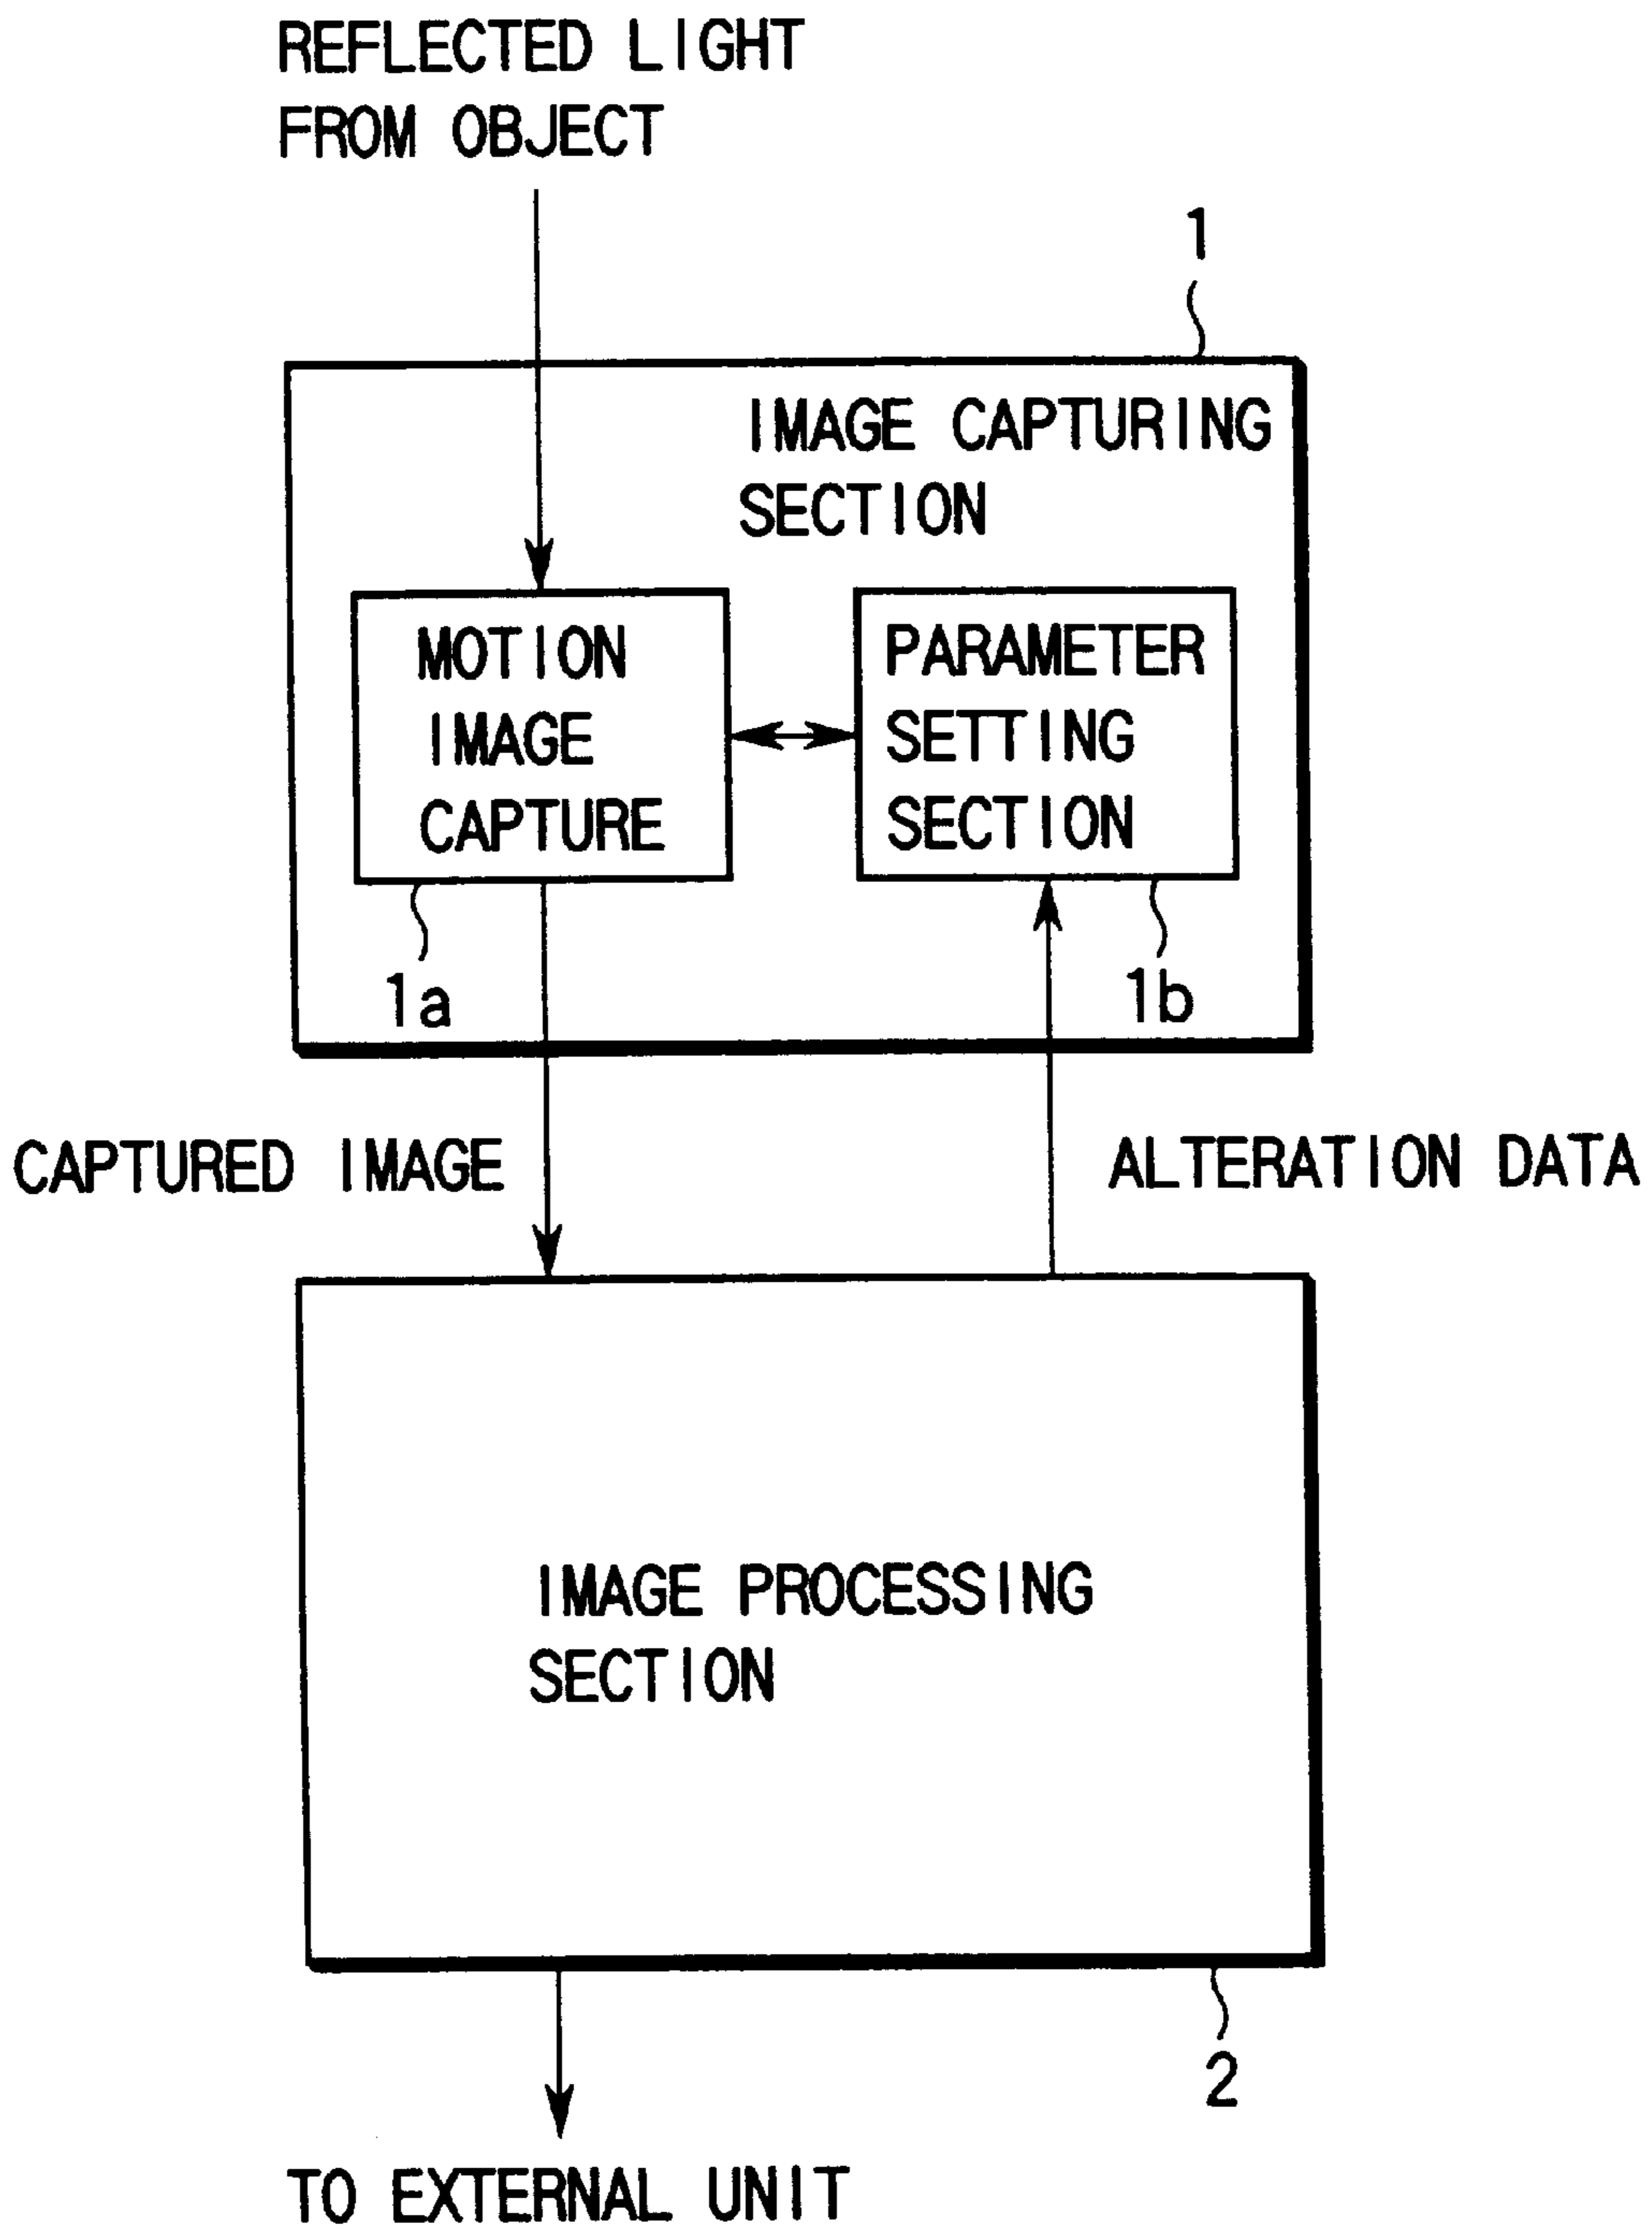 REFLECTED LIGHT
FROM OBJECT
1
IMAGE CAPTURING
SECTION
MOTION
IMAGE
CAPTURE
PARAMETER
SETTING
SECTION
1a
1b
CAPTURED IMAGE
ALTERATION DATA
IMAGE PROCESSING
SECTION
2
TO EXTERNAL UNIT